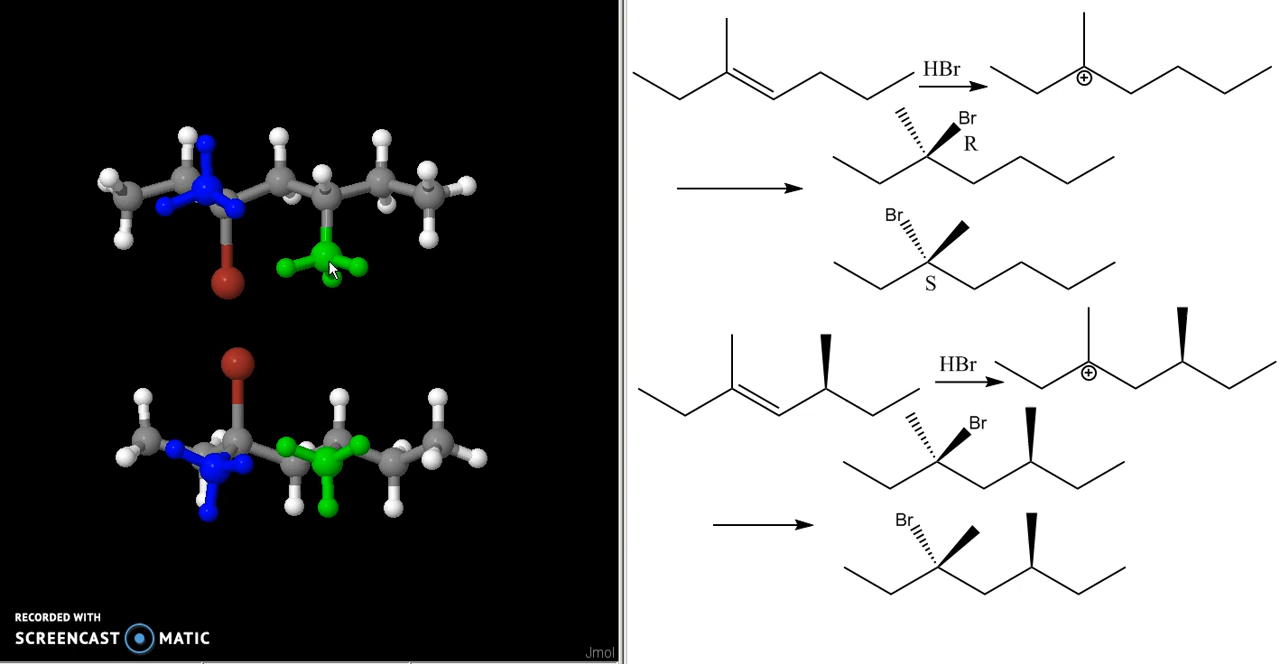 RECORDED WITH
SCREENCAST MATIC
Jmol
HBr
⊕
Br
R
Br
S
HBr
⊕
Br
Br